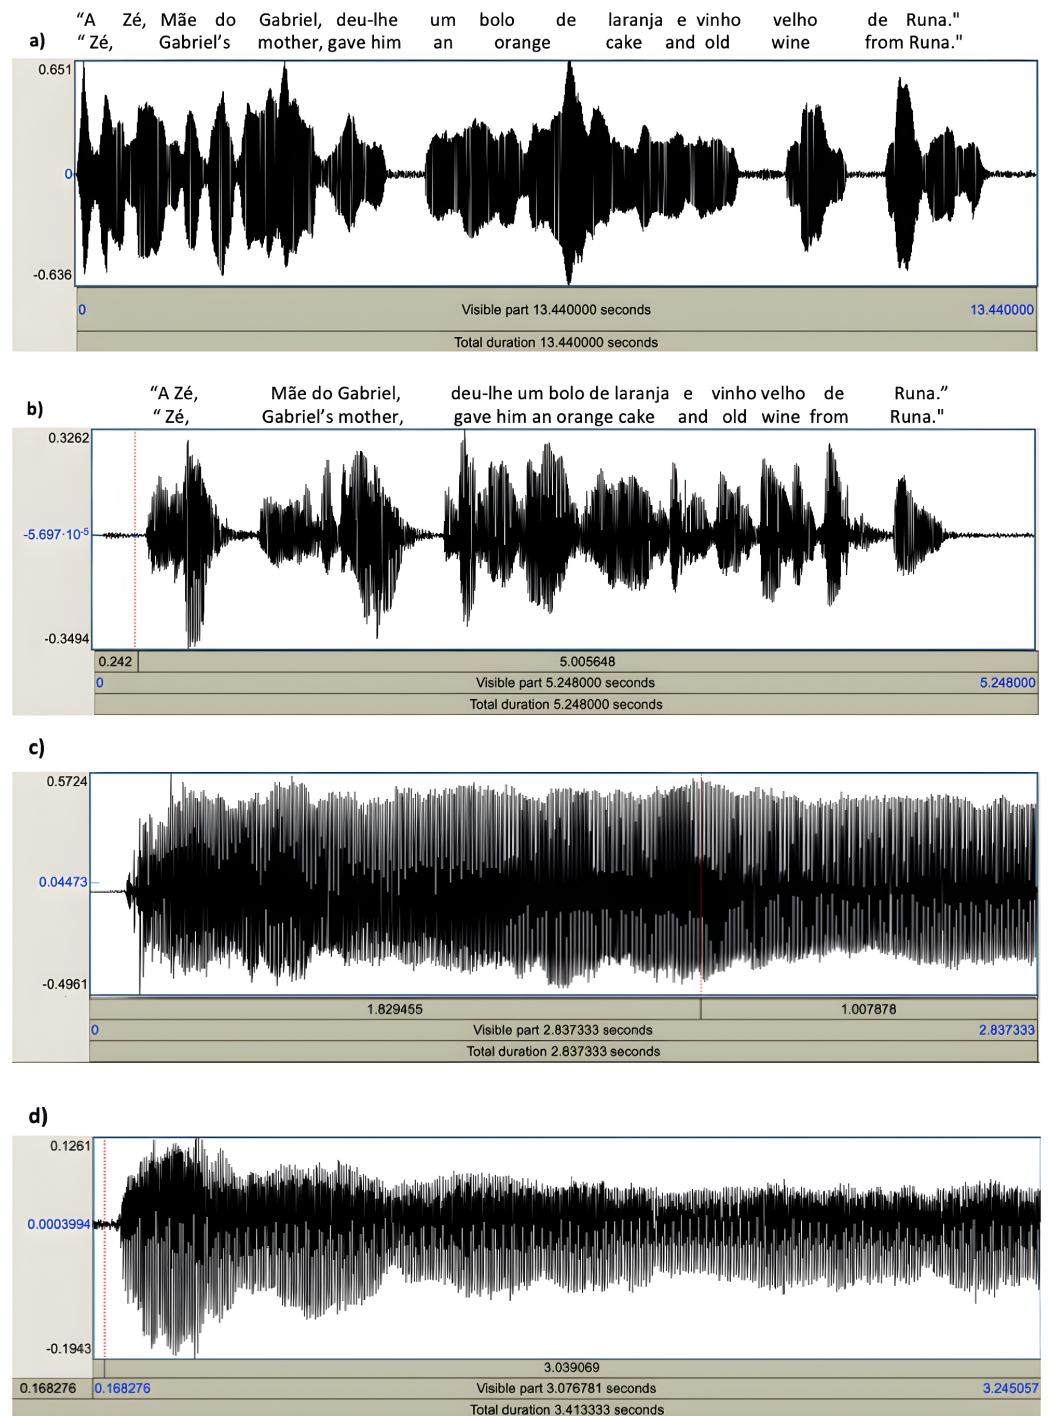 “A Zé, Mãe do Gabriel, deu-lhe um bolo de laranja e vinho velho de Runa."
a)
“ Zé, Gabriel’s mother, gave him an orange cake and old wine from Runa."
0.651
0
-0.636
0 Visible part 13.440000 seconds 13.440000
Total duration 13.440000 seconds
“A Zé, Mãe do Gabriel, deu-lhe um bolo de laranja e vinho velho de Runa.”
b)
“ Zé, Gabriel’s mother, gave him an orange cake and old wine from Runa."
0.3262
-5.697·10-5
-0.3494
0.242 5.005648
0 Visible part 5.248000 seconds 5.248000
Total duration 5.248000 seconds
c)
0.5724
0.04473
-0.4961
1.829455 1.007878
0 Visible part 2.837333 seconds 2.837333
Total duration 2.837333 seconds
d)
0.1261
0.0003994
-0.1943
3.039069
0.168276 0.168276 Visible part 3.076781 seconds 3.245057
Total duration 3.413333 seconds